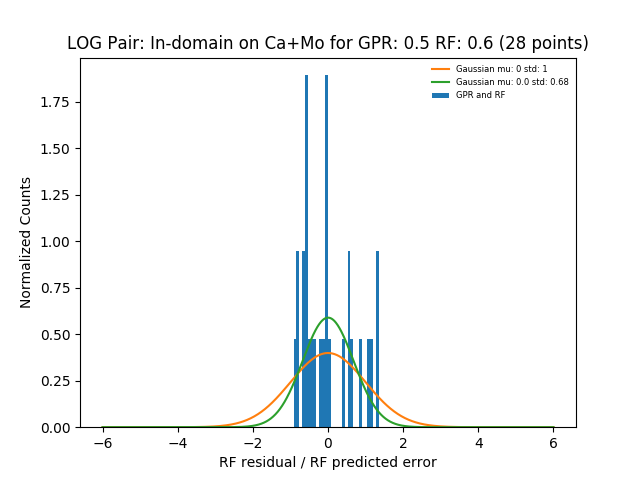 LOG Pair: In-domain on Ca+Mo for GPR: 0.5 RF: 0.6 (28 points)
Gaussian mu: 0 std: 1
Gaussian mu: 0.0 std: 0.68
GPR and RF
Normalized Counts
1.75
1.50
1.25
1.00
0.75
0.50
0.25
0.00
−6 −4 −2 0 2 4 6
RF residual / RF predicted error